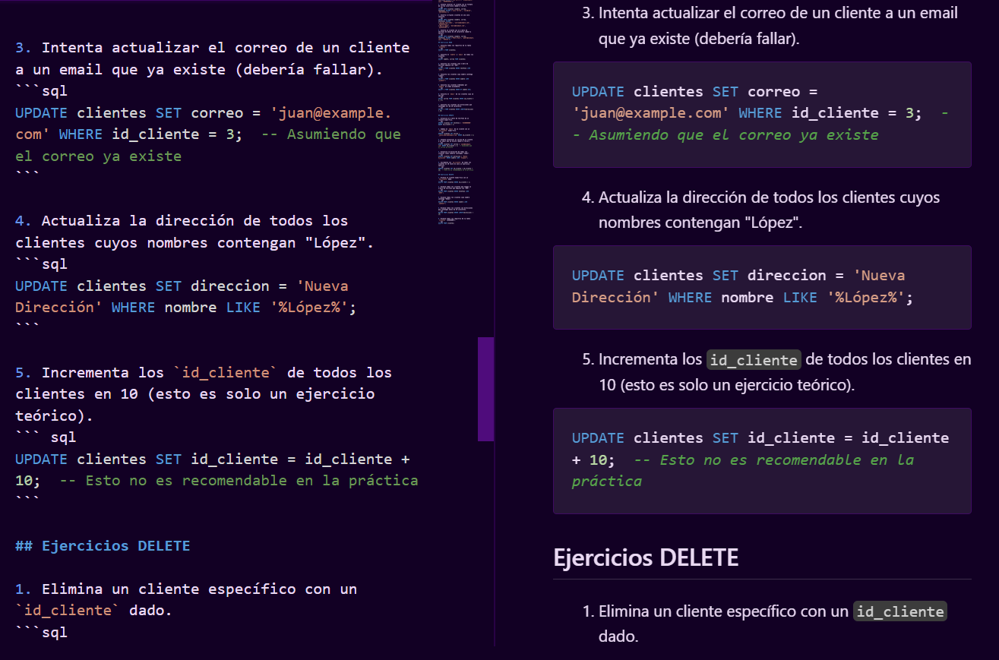 3. Intenta actualizar el correo de un cliente
a un email que ya existe (debería fallar).
```sql
UPDATE clientes SET correo = 'juan@example.
com' WHERE id_cliente = 3;  -- Asumiendo que
el correo ya existe
```
4. Actualiza la dirección de todos los
clientes cuyos nombres contengan "López".
```sql
UPDATE clientes SET direccion = 'Nueva
Dirección' WHERE nombre LIKE '%López%';
```
5. Incrementa los `id_cliente` de todos los
clientes en 10 (esto es solo un ejercicio
teórico).
``` sql
UPDATE clientes SET id_cliente = id_cliente +
10;  -- Esto no es recomendable en la práctica
```
## Ejercicios DELETE
1. Elimina un cliente específico con un
`id_cliente` dado.
```sql
3. Intenta actualizar el correo de un cliente a un email
que ya existe (debería fallar).
UPDATE clientes SET correo =
'juan@example.com' WHERE id_cliente = 3;  -
- Asumiendo que el correo ya existe
4. Actualiza la dirección de todos los clientes cuyos
nombres contengan "López".
UPDATE clientes SET direccion = 'Nueva
Dirección' WHERE nombre LIKE '%López%';
5. Incrementa los id_cliente de todos los clientes en
10 (esto es solo un ejercicio teórico).
UPDATE clientes SET id_cliente = id_cliente
+ 10;  -- Esto no es recomendable en la
práctica
Ejercicios DELETE
1. Elimina un cliente específico con un id_cliente
dado.